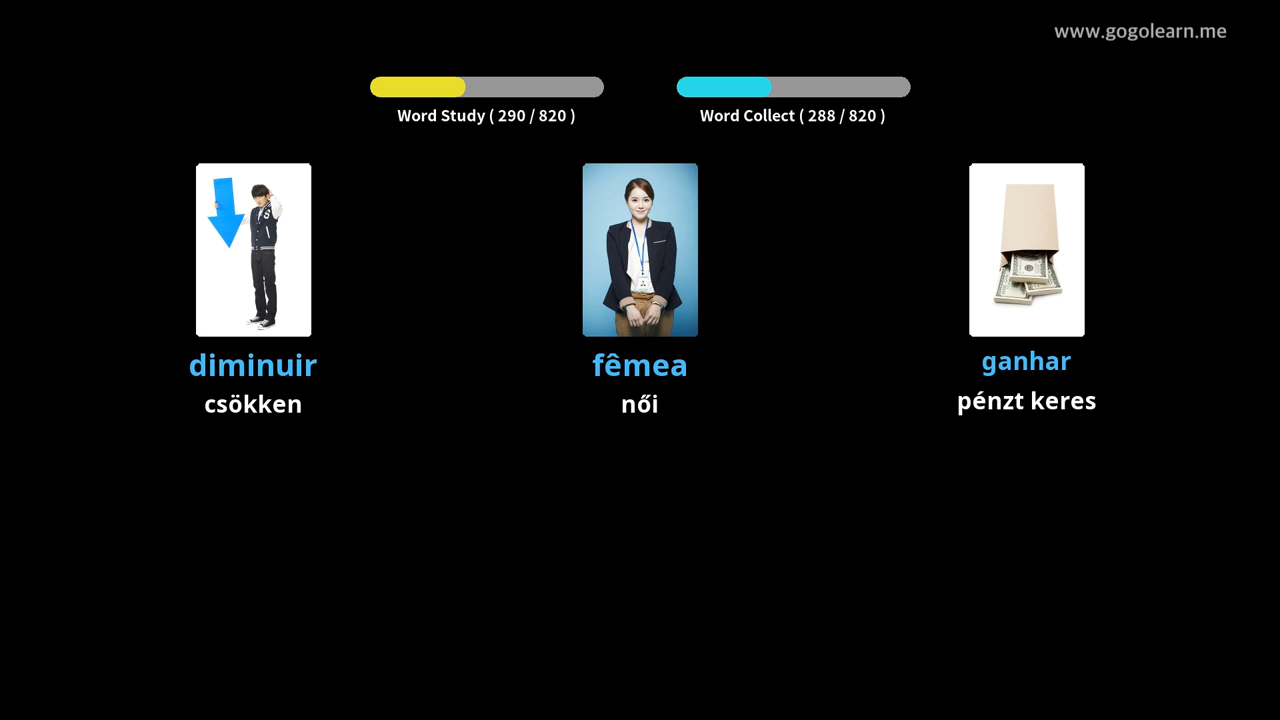 www.gogolearn.me
Word Study ( 290 / 820 )
Word Collect ( 288 / 820 )
diminuir
csökken
fêmea
női
ganhar
pénzt keres